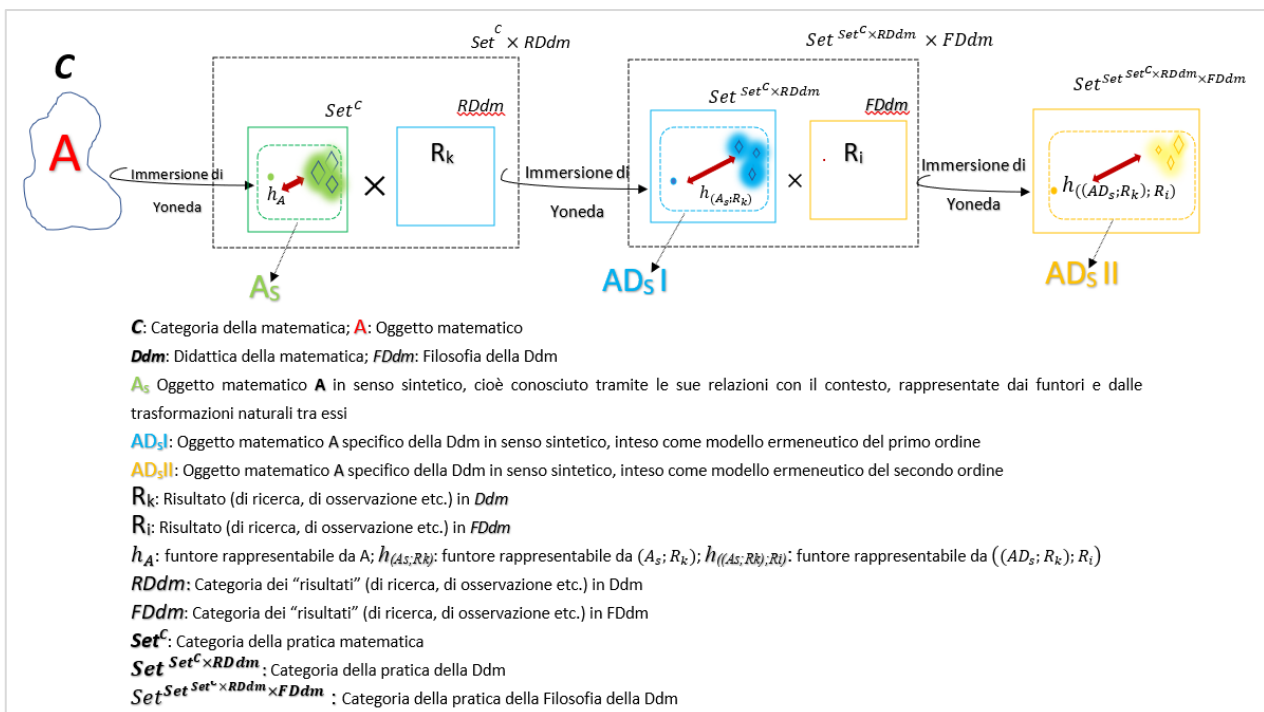 C
A
Immersione di
Yoneda
Set^C × RDdm
Set^C
h_A
A_S
×
RDdm
R_k
Immersione di
Yoneda
Set^{Set^C×RDdm} × FDdm
Set^{Set^C×RDdm}
h_{(A_s;R_k)}
AD_S I
×
FDdm
R_i
Immersione di
Yoneda
Set^{Set^{Set^C×RDdm}×FDdm}
h_{((AD_s;R_k);R_i)}
AD_S II
C: Categoria della matematica; A: Oggetto matematico
Ddm: Didattica della matematica; FDdm: Filosofia della Ddm
A_S Oggetto matematico A in senso sintetico, cioè conosciuto tramite le sue relazioni con il contesto, rappresentate dai funtori e dalle
trasformazioni naturali tra essi
AD_SI: Oggetto matematico A specifico della Ddm in senso sintetico, inteso come modello ermeneutico del primo ordine
AD_SII: Oggetto matematico A specifico della Ddm in senso sintetico, inteso come modello ermeneutico del secondo ordine
R_k: Risultato (di ricerca, di osservazione etc.) in Ddm
R_i: Risultato (di ricerca, di osservazione etc.) in FDdm
h_A: funtore rappresentabile da A; h_{(As;Rk)}: funtore rappresentabile da (A_s; R_k); h_{((As;Rk);Ri)}: funtore rappresentabile da ((AD_s; R_k); R_i)
RDdm: Categoria dei “risultati” (di ricerca, di osservazione etc.) in Ddm
FDdm: Categoria dei “risultati” (di ricerca, di osservazione etc.) in FDdm
Set^C: Categoria della pratica matematica
Set^{Set^C×RDdm}: Categoria della pratica della Ddm
Set^{Set^{Set^C×RDdm}×FDdm} : Categoria della pratica della Filosofia della Ddm